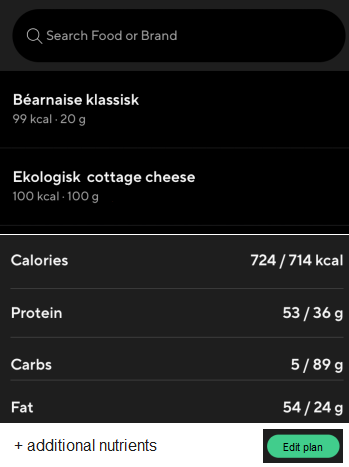 Search Food or Brand
Béarnaise klassisk
99 kcal · 20 g
Ekologisk cottage cheese
100 kcal · 100 g
Calories 724 / 714 kcal
Protein 53 / 36 g
Carbs 5 / 89 g
Fat 54 / 24 g
+ additional nutrients Edit plan